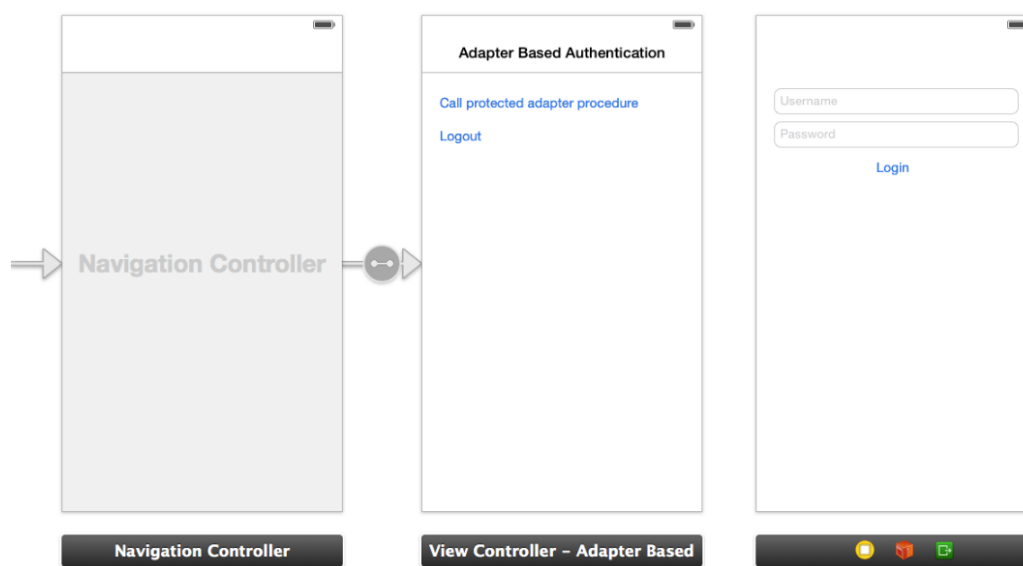 Adapter Based Authentication
Call protected adapter procedure
Logout
Username
Password
Login
Navigation Controller
Navigation Controller
View Controller – Adapter Based